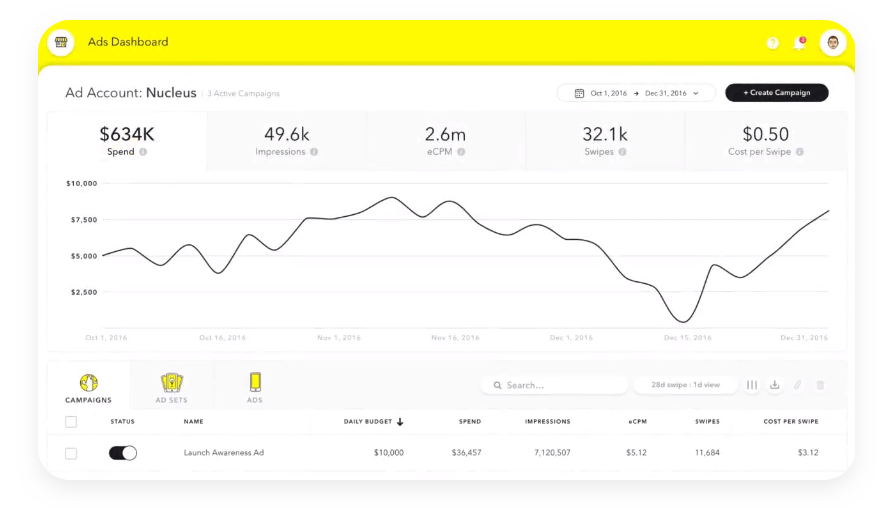 Ads Dashboard
Ad Account: Nucleus 3 Active Campaigns
Oct 1, 2016 → Dec 31, 2016
+ Create Campaign
$634K 49.6k 2.6m 32.1k $0.50
Spend Impressions eCPM Swipes Cost per Swipe
$10,000
$7,500
$5,000
$2,500
Oct 1, 2016 Oct 16, 2016 Nov 1, 2016 Nov 16, 2016 Dec 1, 2016 Dec 15, 2016 Dec 31, 2016
Search... 28d swipe : 1d view
CAMPAIGNS AD SETS ADS
STATUS NAME DAILY BUDGET ↓ SPEND IMPRESSIONS eCPM SWIPES COST PER SWIPE
Launch Awareness Ad $10,000 $36,457 7,120,507 $5.12 11,684 $3.12